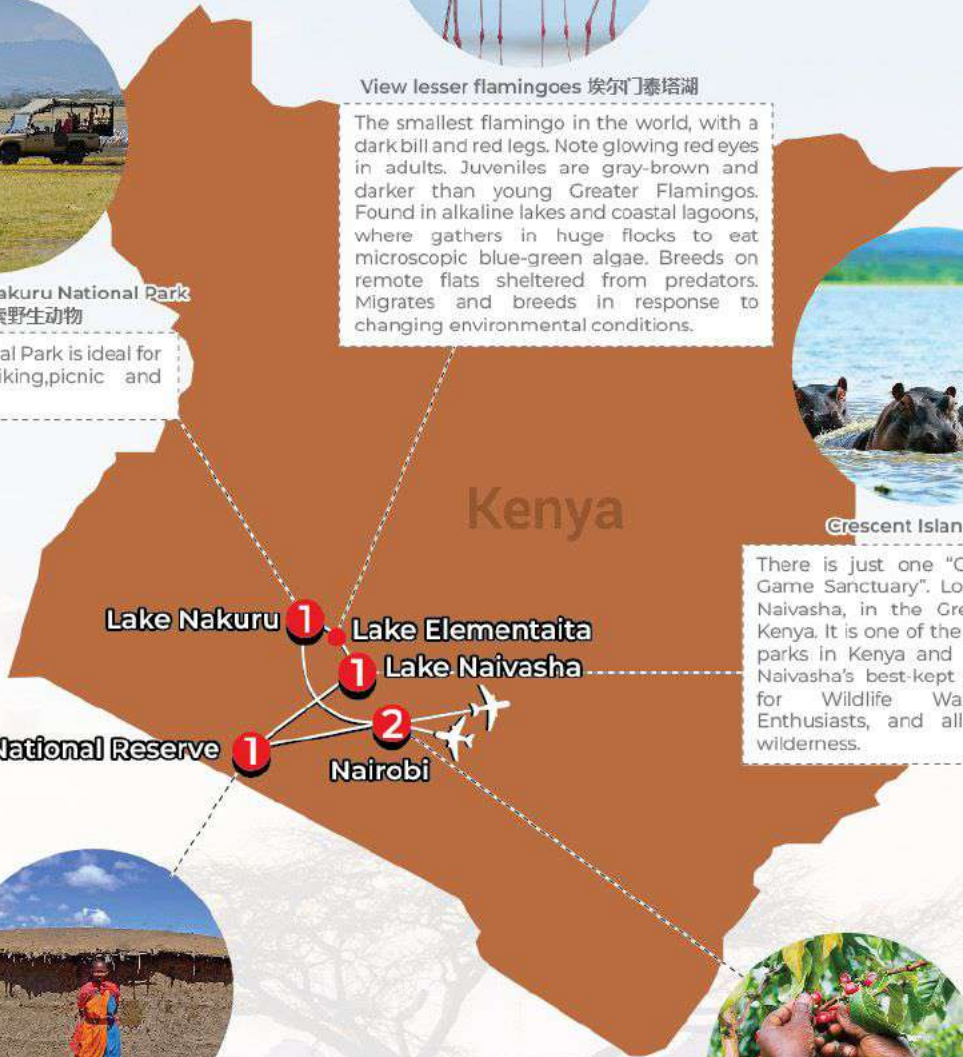 View lesser flamingoes 埃尔门泰塔湖
The smallest flamingo in the world, with a
dark bill and red legs. Note glowing red eyes
in adults. Juveniles are gray-brown and
darker than young Greater Flamingos.
Found in alkaline lakes and coastal lagoons,
where gathers in huge flocks to eat
microscopic blue-green algae. Breeds on
remote flats sheltered from predators.
Migrates and breeds in response to
changing environmental conditions.
akuru National Park
野生动物
al Park is ideal for
iking,picnic and
Kenya
Crescent Islan
There is just one “C
Game Sanctuary”. Lo
Naivasha, in the Gre
Kenya. It is one of the
parks in Kenya and
Naivasha’s best-kept
for Wildlife Wa
Enthusiasts, and all
wilderness.
Lake Nakuru 1
Lake Elementaita
1 Lake Naivasha
2
Nairobi
National Reserve 1